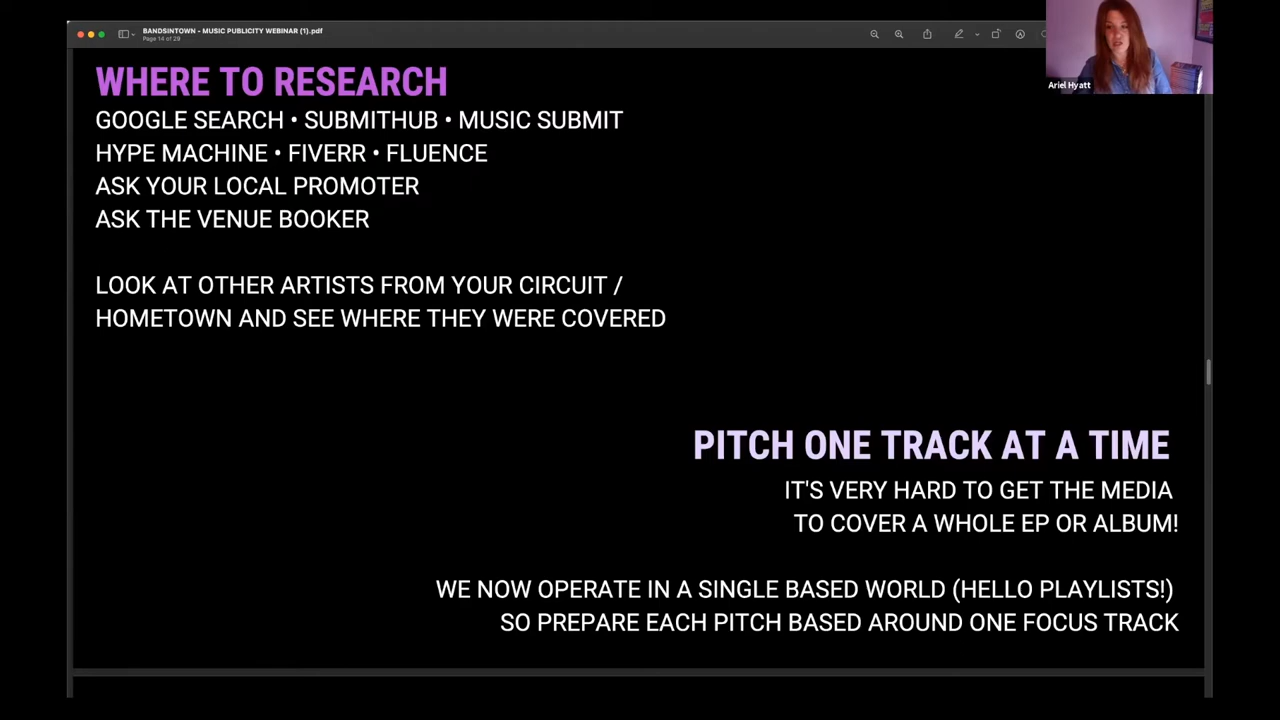 BANDSINTOWN - MUSIC PUBLICITY WEBINAR (1).pdf
Page 14 of 29
Ariel Hyatt
WHERE TO RESEARCH
GOOGLE SEARCH • SUBMITHUB • MUSIC SUBMIT
HYPE MACHINE • FIVERR • FLUENCE
ASK YOUR LOCAL PROMOTER
ASK THE VENUE BOOKER
LOOK AT OTHER ARTISTS FROM YOUR CIRCUIT /
HOMETOWN AND SEE WHERE THEY WERE COVERED
PITCH ONE TRACK AT A TIME
IT'S VERY HARD TO GET THE MEDIA
TO COVER A WHOLE EP OR ALBUM!
WE NOW OPERATE IN A SINGLE BASED WORLD (HELLO PLAYLISTS!)
SO PREPARE EACH PITCH BASED AROUND ONE FOCUS TRACK